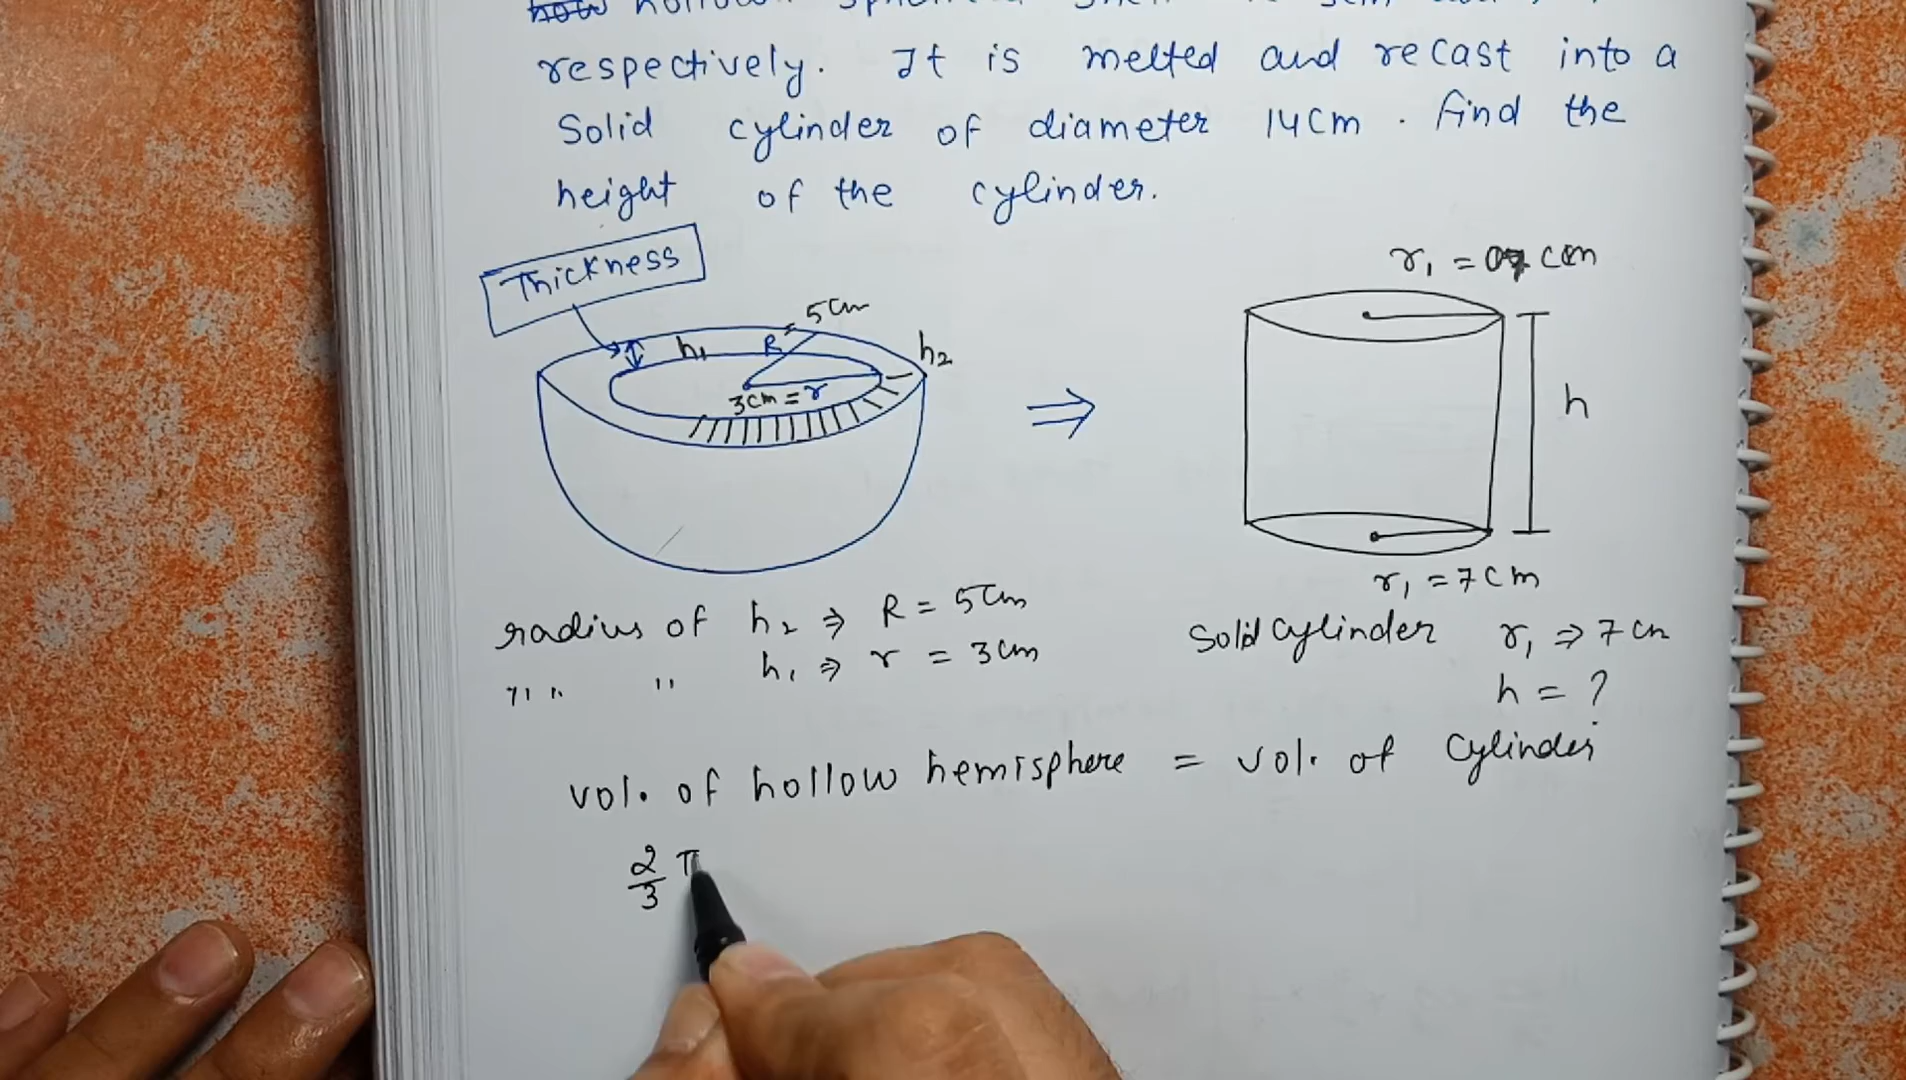 respectively. It is melted and recast into a
Solid cylinder of diameter 14cm. find the
height of the cylinder.
Thickness
r₁ = 07 cm
5cm
h₁ R =
h₂
3cm = r
h
r₁ = 7cm
radius of h₂ ⇒ R = 5cm
Solid cylinder r₁ ⇒ 7cm
,, ,, ,, h₁ ⇒ r = 3cm
h = ?
vol. of hollow hemisphere = vol. of cylinder
2/3 π